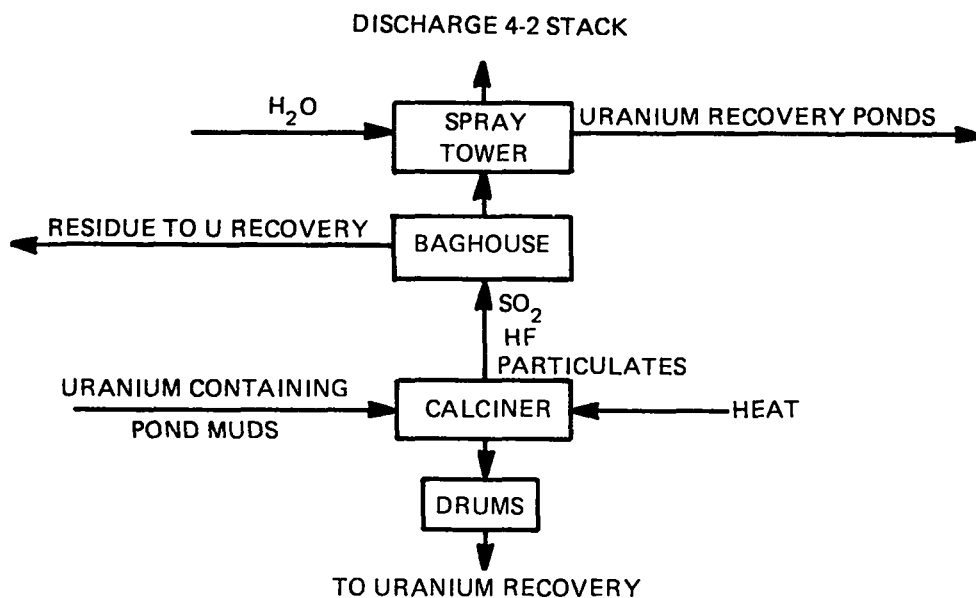 DISCHARGE 4-2 STACK
H₂O
SPRAY
TOWER
URANIUM RECOVERY PONDS
RESIDUE TO U RECOVERY
BAGHOUSE
SO₂
HF
PARTICULATES
URANIUM CONTAINING
POND MUDS
CALCINER
HEAT
DRUMS
TO URANIUM RECOVERY